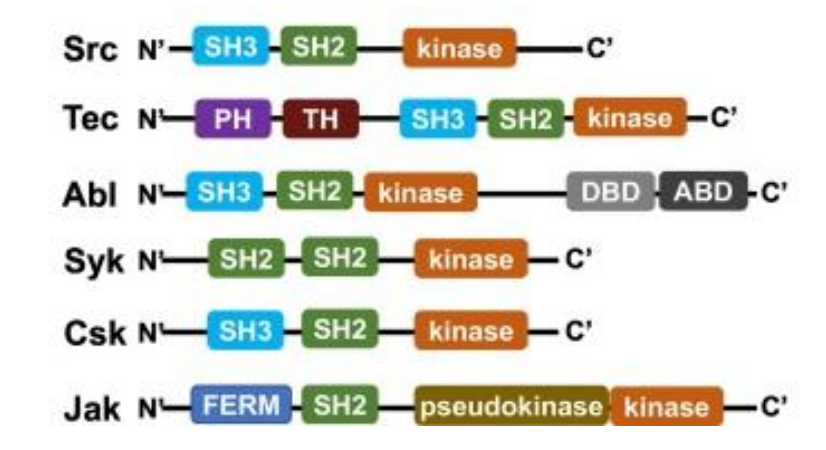 Src N' SH3 SH2 kinase C'
Tec N' PH TH SH3 SH2 kinase C'
Abl N' SH3 SH2 kinase DBD ABD C'
Syk N' SH2 SH2 kinase C'
Csk N' SH3 SH2 kinase C'
Jak N' FERM SH2 pseudokinase kinase C'